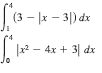 ∫₁⁴ (3 − |x − 3|) dx
∫₀⁴ |x² − 4x + 3| dx